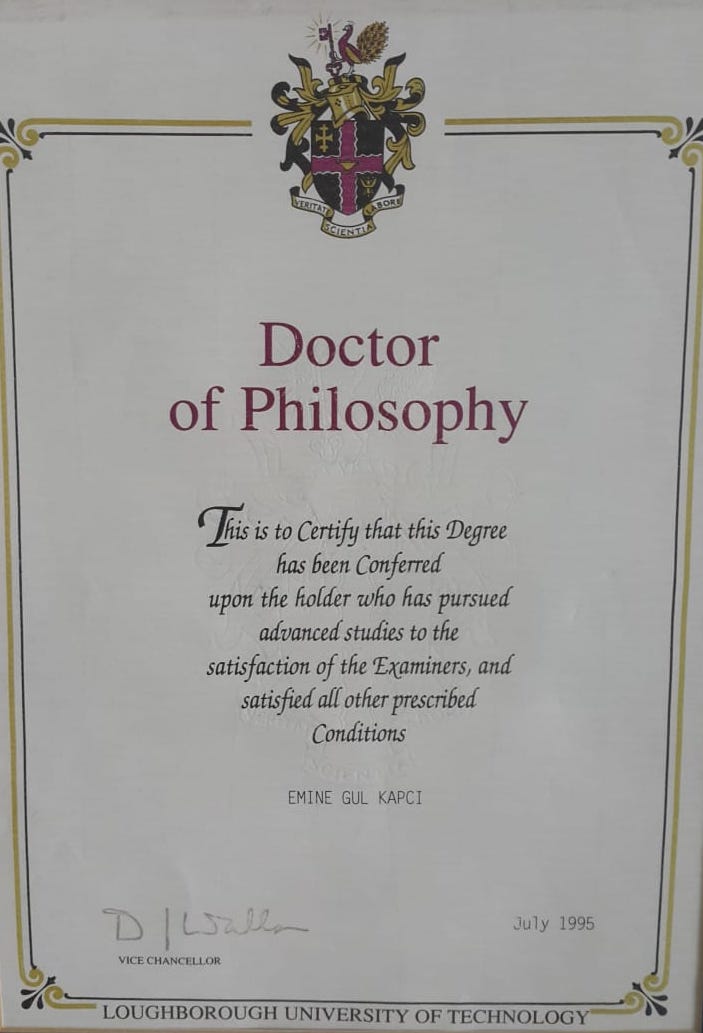 VERITATE
SCIENTIA
LABORE
Doctor
of Philosophy
This is to Certify that this Degree
has been Conferred
upon the holder who has pursued
advanced studies to the
satisfaction of the Examiners, and
satisfied all other prescribed
Conditions
EMINE GUL KAPCI
July 1995
VICE CHANCELLOR
LOUGHBOROUGH UNIVERSITY OF TECHNOLOGY